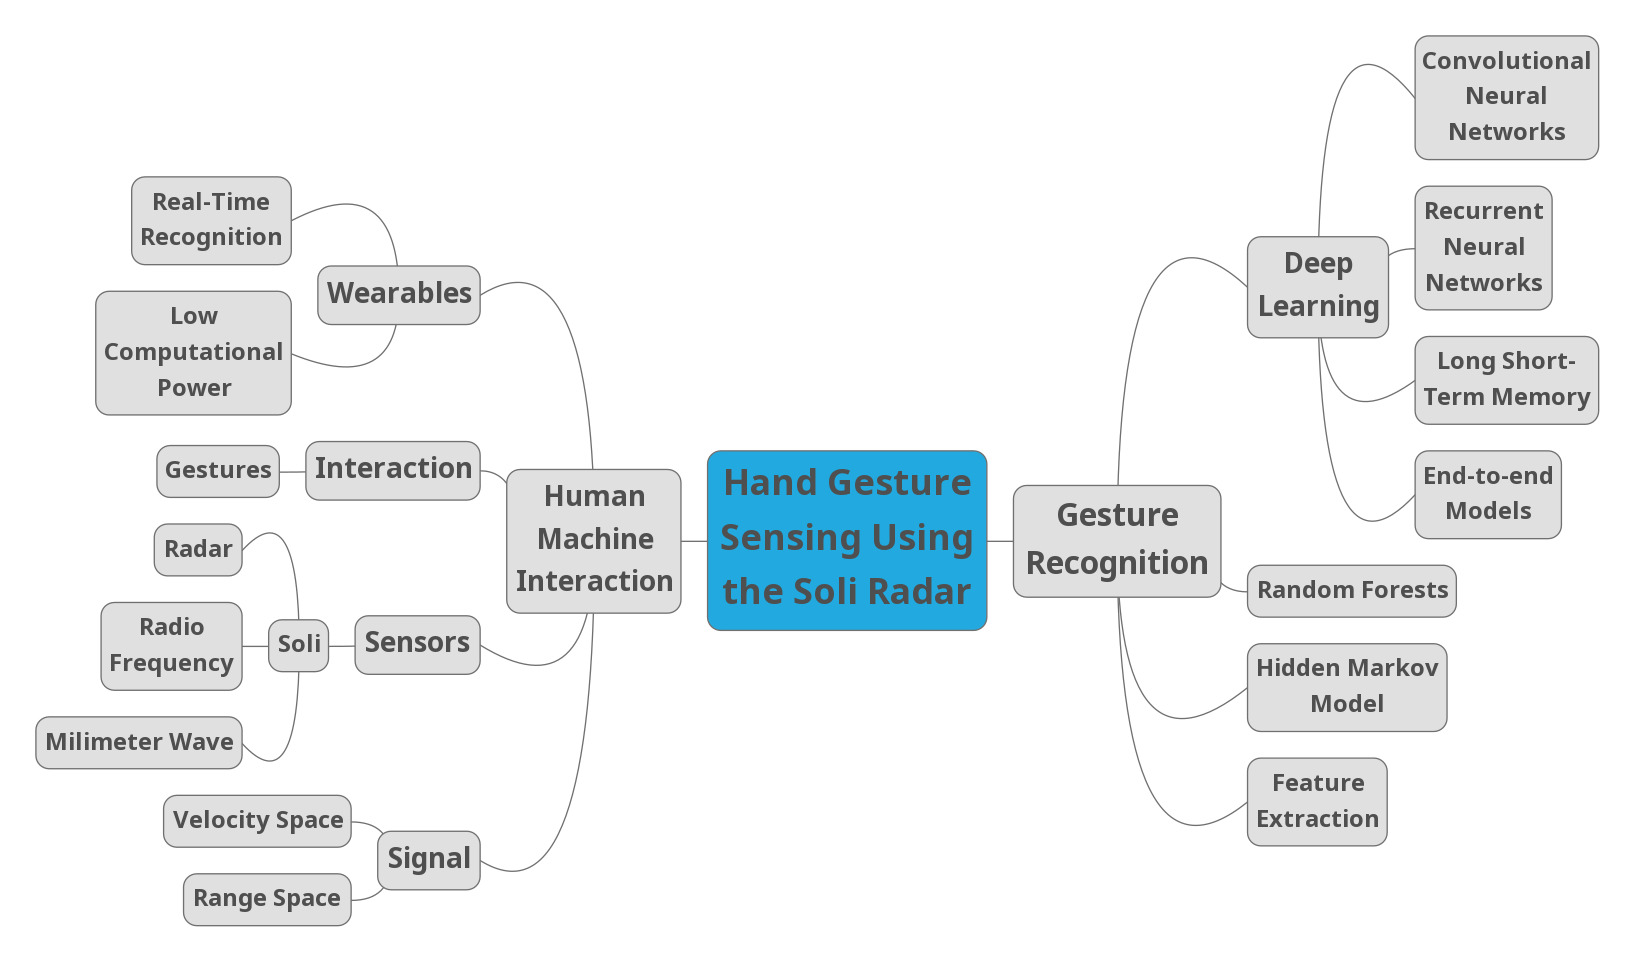 Hand Gesture
Sensing Using
the Soli Radar
Human
Machine
Interaction
Wearables
Real-Time
Recognition
Low
Computational
Power
Interaction
Gestures
Sensors
Soli
Radar
Radio
Frequency
Milimeter Wave
Signal
Velocity Space
Range Space
Gesture
Recognition
Deep
Learning
Convolutional
Neural
Networks
Recurrent
Neural
Networks
Long Short-
Term Memory
End-to-end
Models
Random Forests
Hidden Markov
Model
Feature
Extraction